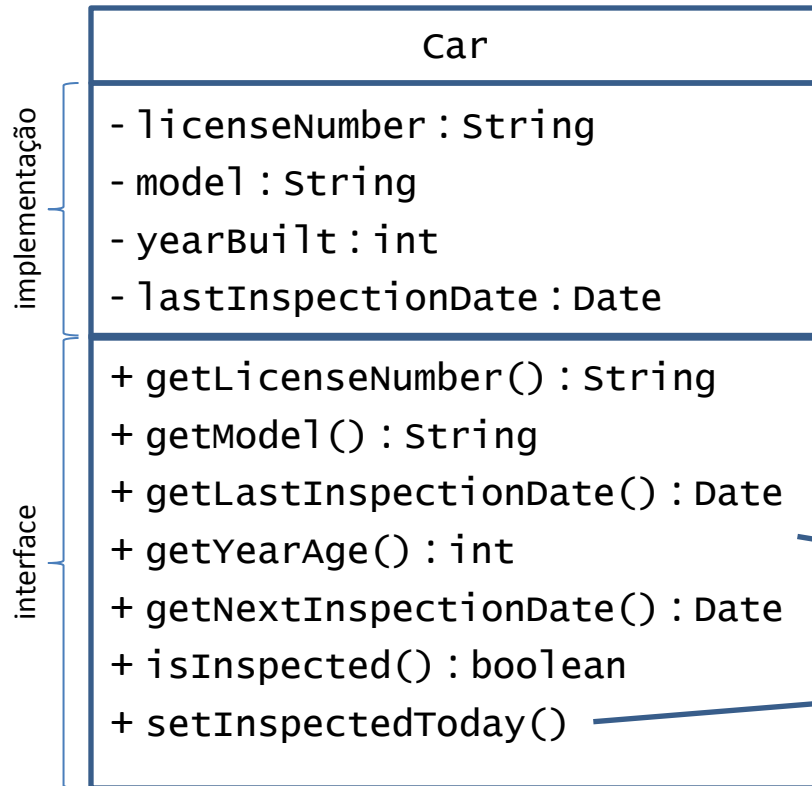 Car
implementação
- licenseNumber : String
- model : String
- yearBuilt : int
- lastInspectionDate : Date
interface
+ getLicenseNumber() : String
+ getModel() : String
+ getLastInspectionDate() : Date
+ getYearAge() : int
+ getNextInspectionDate() : Date
+ isInspected() : boolean
+ setInspectedToday()